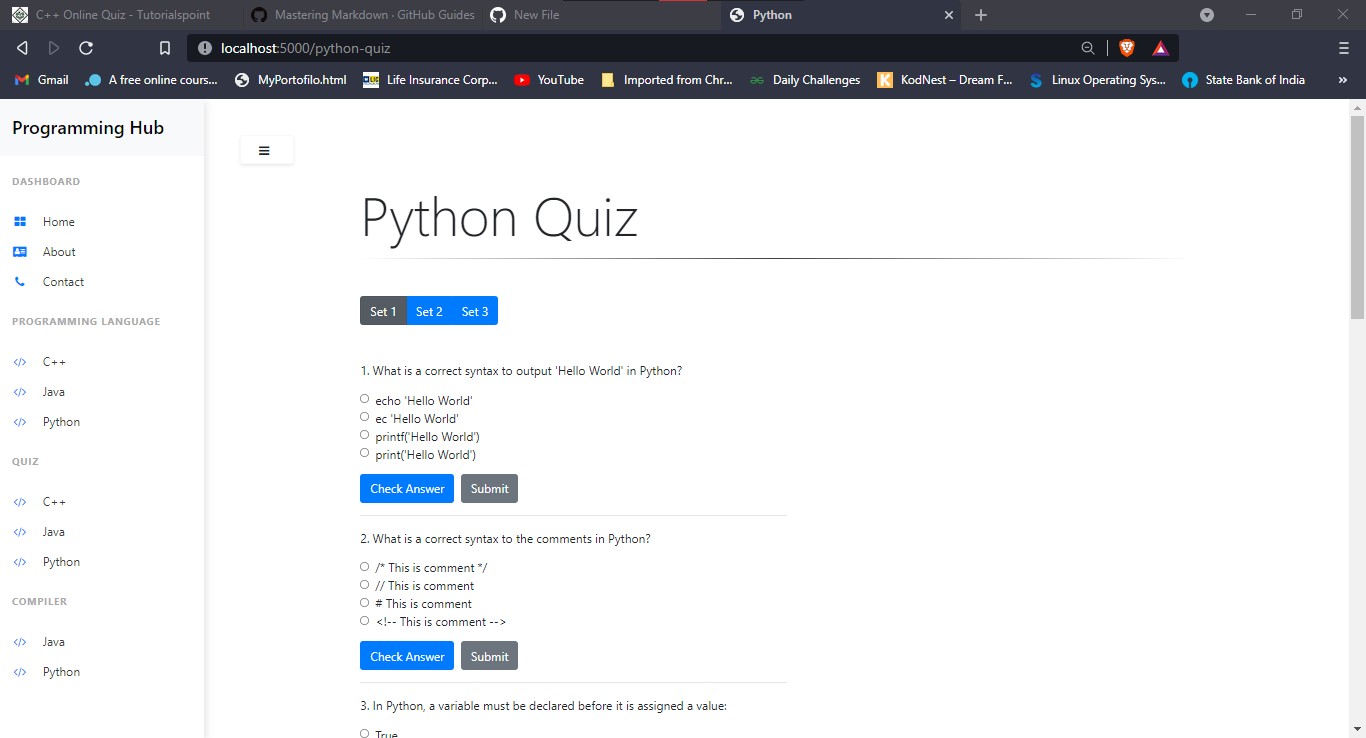 C++ Online Quiz - Tutorialspoint
Mastering Markdown · GitHub Guides
New File
Python
localhost:5000/python-quiz
Gmail
A free online cours...
MyPortofilo.html
Life Insurance Corp...
YouTube
Imported from Chr...
Daily Challenges
KodNest – Dream F...
Linux Operating Sys...
State Bank of India
»
Programming Hub
DASHBOARD
Home
About
Contact
PROGRAMMING LANGUAGE
C++
Java
Python
QUIZ
C++
Java
Python
COMPILER
Java
Python
Python Quiz
Set 1 Set 2 Set 3
1. What is a correct syntax to output 'Hello World' in Python?
echo 'Hello World'
ec 'Hello World'
printf('Hello World')
print('Hello World')
Check Answer Submit
2. What is a correct syntax to the comments in Python?
/* This is comment */
// This is comment
# This is comment
<!-- This is comment -->
Check Answer Submit
3. In Python, a variable must be declared before it is assigned a value:
True